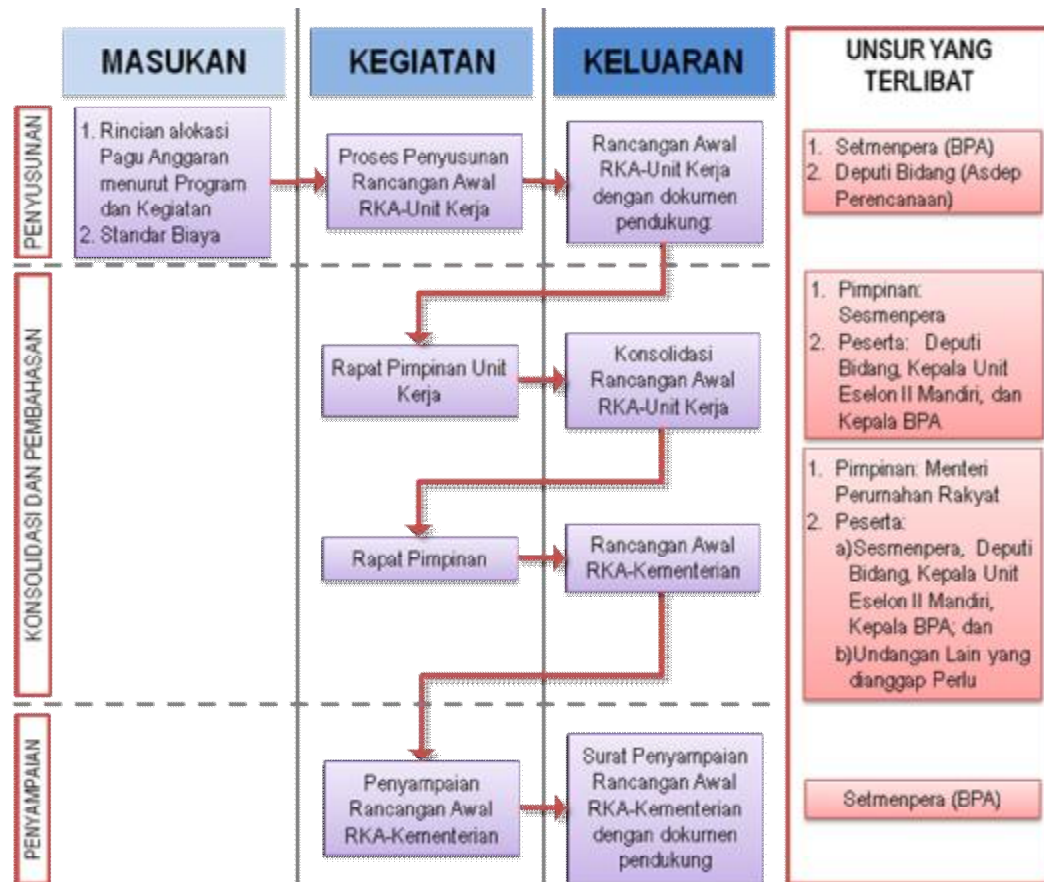 MASUKAN
KEGIATAN
KELUARAN
UNSUR YANG
TERLIBAT
PENYUSUNAN
1. Rincian alokasi
Pagu Anggaran
menurut Program
dan Kegiatan
2. Standar Biaya
Proses Penyusunan
Rancangan Awal
RKA-Unit Kerja
Rancangan Awal
RKA-Unit Kerja
dengan dokumen
pendukung:
1. Setmenpera (BPA)
2. Deputi Bidang (Asdep
Perencanaan)
KONSOLIDASI DAN PEMBAHASAN
Rapat Pimpinan Unit
Kerja
Konsolidasi
Rancangan Awal
RKA-Unit Kerja
1. Pimpinan:
Sesmenpera
2. Peserta: Deputi
Bidang, Kepala Unit
Eselon II Mandiri, dan
Kepala BPA
Rapat Pimpinan
Rancangan Awal
RKA-Kementerian
1. Pimpinan: Menteri
Perumahan Rakyat
2. Peserta:
a)Sesmenpera, Deputi
Bidang, Kepala Unit
Eselon II Mandiri,
Kepala BPA; dan
b)Undangan Lain yang
dianggap Perlu
PENYAMPAIAN
Penyampaian
Rancangan Awal
RKA-Kementerian
Surat Penyampaian
Rancangan Awal
RKA-Kementerian
dengan dokumen
pendukung
Setmenpera (BPA)